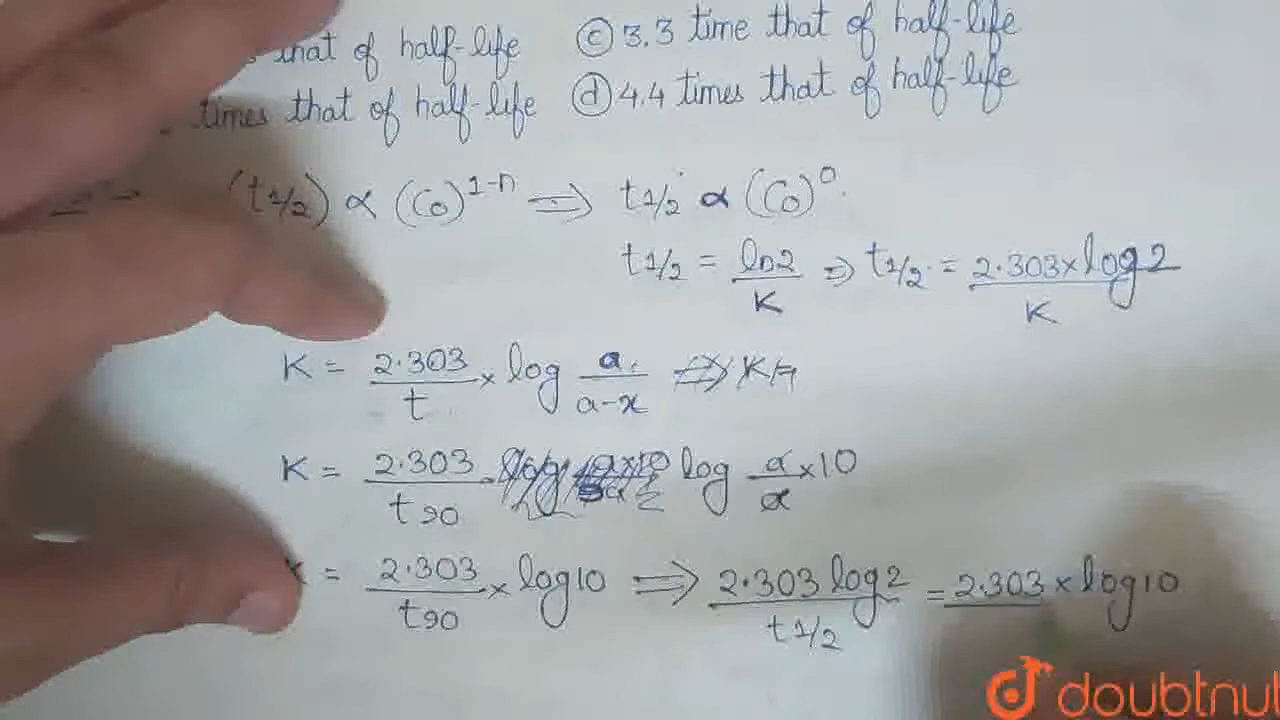 that of half-life (c) 3.3 time that of half-life
times that of half-life (d) 4.4 times that of half-life
(t1/2) ∝ (C0)^1-n ⇒ t1/2 ∝ (C0)^0.
t1/2 = ln2/K ⇒ t1/2 = 2.303×log2/K
K = 2.303/t × log a/a-x
K = 2.303/t90 log a/a×10
= 2.303/t90 × log10 ⇒ 2.303 log2/t1/2 = 2.303 × log10
doubtnut